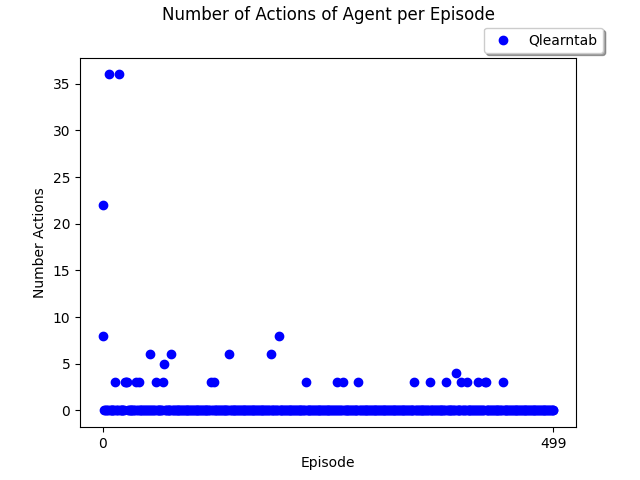 Number of Actions of Agent per Episode
Qlearntab
35
30
25
20
15
10
5
0
Number Actions
0 499
Episode